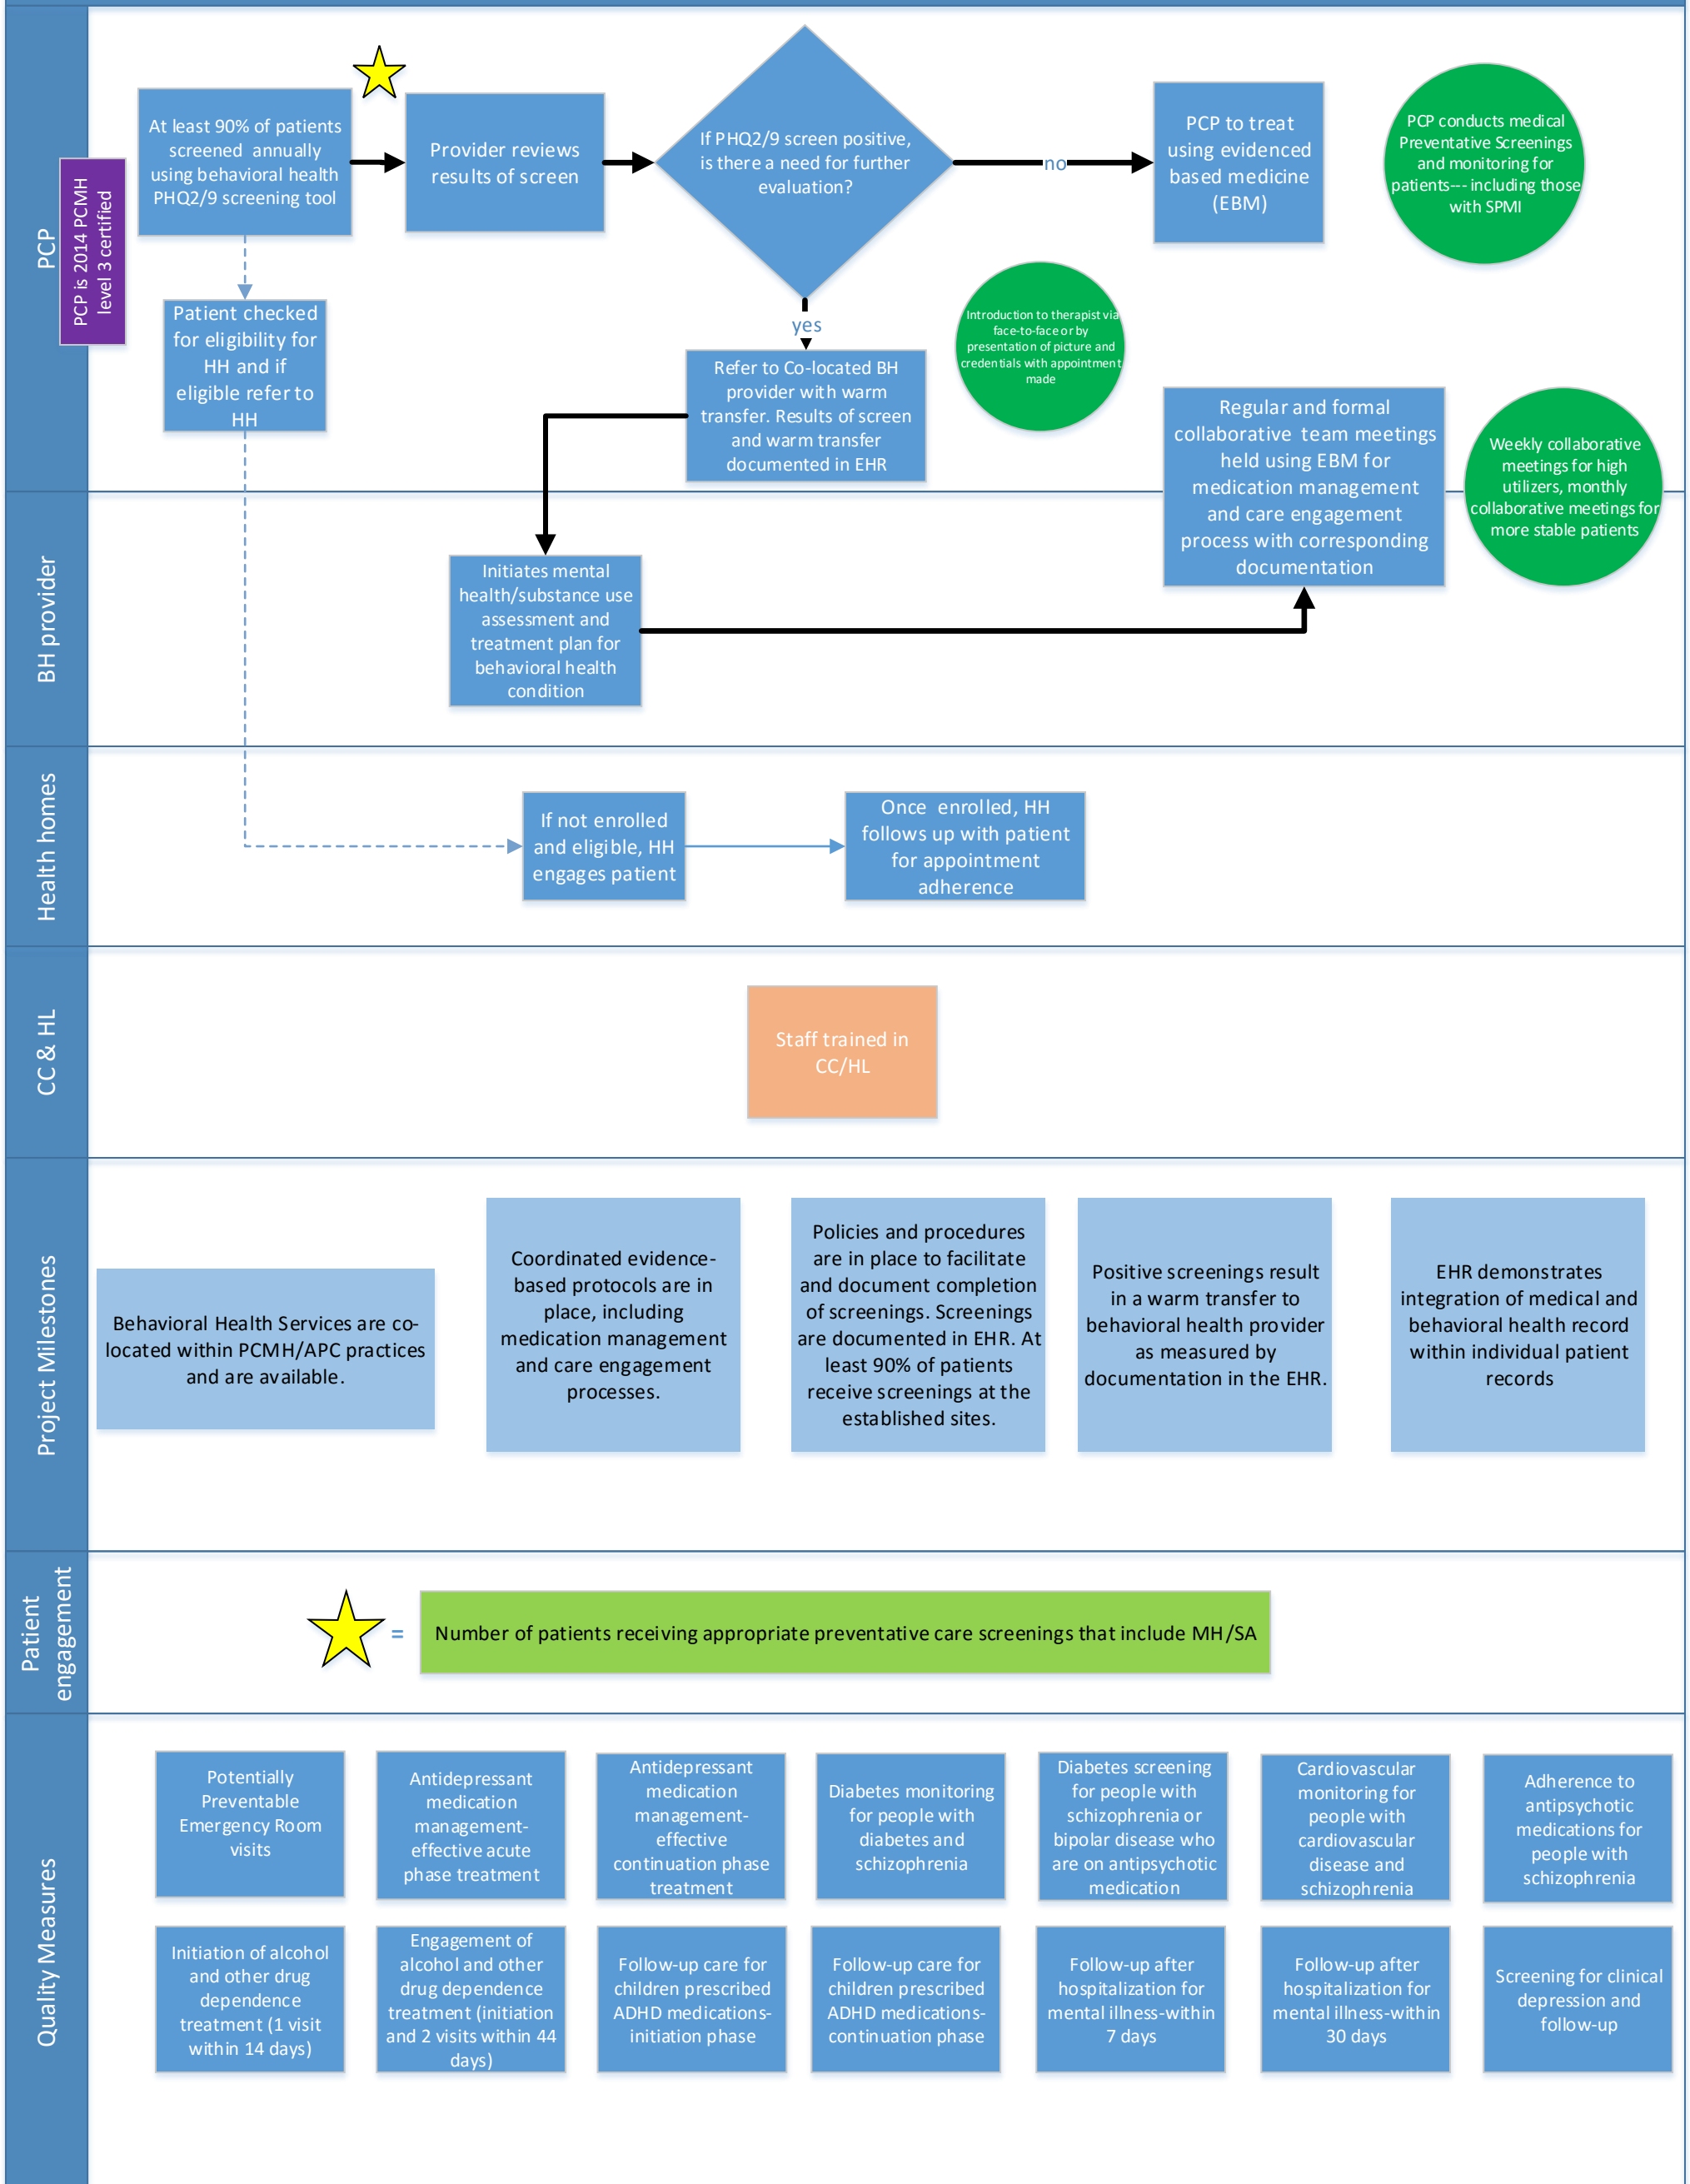 PCP
PCP is 2014 PCMH
level 3 certified
At least 90% of patients
screened annually
using behavioral health
PHQ2/9 screening tool
Provider reviews
results of screen
If PHQ2/9 screen positive,
is there a need for further
evaluation?
no
PCP to treat
using evidenced
based medicine
(EBM)
PCP conducts medical
Preventative Screenings
and monitoring for
patients--- including those
with SPMI
Patient checked
for eligibility for
HH and if
eligible refer to
HH
yes
Refer to Co-located BH
provider with warm
transfer. Results of screen
and warm transfer
documented in EHR
Introduction to therapist via
face-to-face or by
presentation of picture and
credentials with appointment
made
Regular and formal
collaborative team meetings
held using EBM for
medication management
and care engagement
process with corresponding
documentation
Weekly collaborative
meetings for high
utilizers, monthly
collaborative meetings for
more stable patients
BH provider
Initiates mental
health/substance use
assessment and
treatment plan for
behavioral health
condition
Health homes
If not enrolled
and eligible, HH
engages patient
Once enrolled, HH
follows up with patient
for appointment
adherence
CC & HL
Staff trained in
CC/HL
Project Milestones
Behavioral Health Services are co-
located within PCMH/APC practices
and are available.
Coordinated evidence-
based protocols are in
place, including
medication management
and care engagement
processes.
Policies and procedures
are in place to facilitate
and document completion
of screenings. Screenings
are documented in EHR. At
least 90% of patients
receive screenings at the
established sites.
Positive screenings result
in a warm transfer to
behavioral health provider
as measured by
documentation in the EHR.
EHR demonstrates
integration of medical and
behavioral health record
within individual patient
records
Patient
engagement
=
Number of patients receiving appropriate preventative care screenings that include MH/SA
Quality Measures
Potentially
Preventable
Emergency Room
visits
Antidepressant
medication
management-
effective acute
phase treatment
Antidepressant
medication
management-
effective
continuation phase
treatment
Diabetes monitoring
for people with
diabetes and
schizophrenia
Diabetes screening
for people with
schizophrenia or
bipolar disease who
are on antipsychotic
medication
Cardiovascular
monitoring for
people with
cardiovascular
disease and
schizophrenia
Adherence to
antipsychotic
medications for
people with
schizophrenia
Initiation of alcohol
and other drug
dependence
treatment (1 visit
within 14 days)
Engagement of
alcohol and other
drug dependence
treatment (initiation
and 2 visits within 44
days)
Follow-up care for
children prescribed
ADHD medications-
initiation phase
Follow-up care for
children prescribed
ADHD medications-
continuation phase
Follow-up after
hospitalization for
mental illness-within
7 days
Follow-up after
hospitalization for
mental illness-within
30 days
Screening for clinical
depression and
follow-up